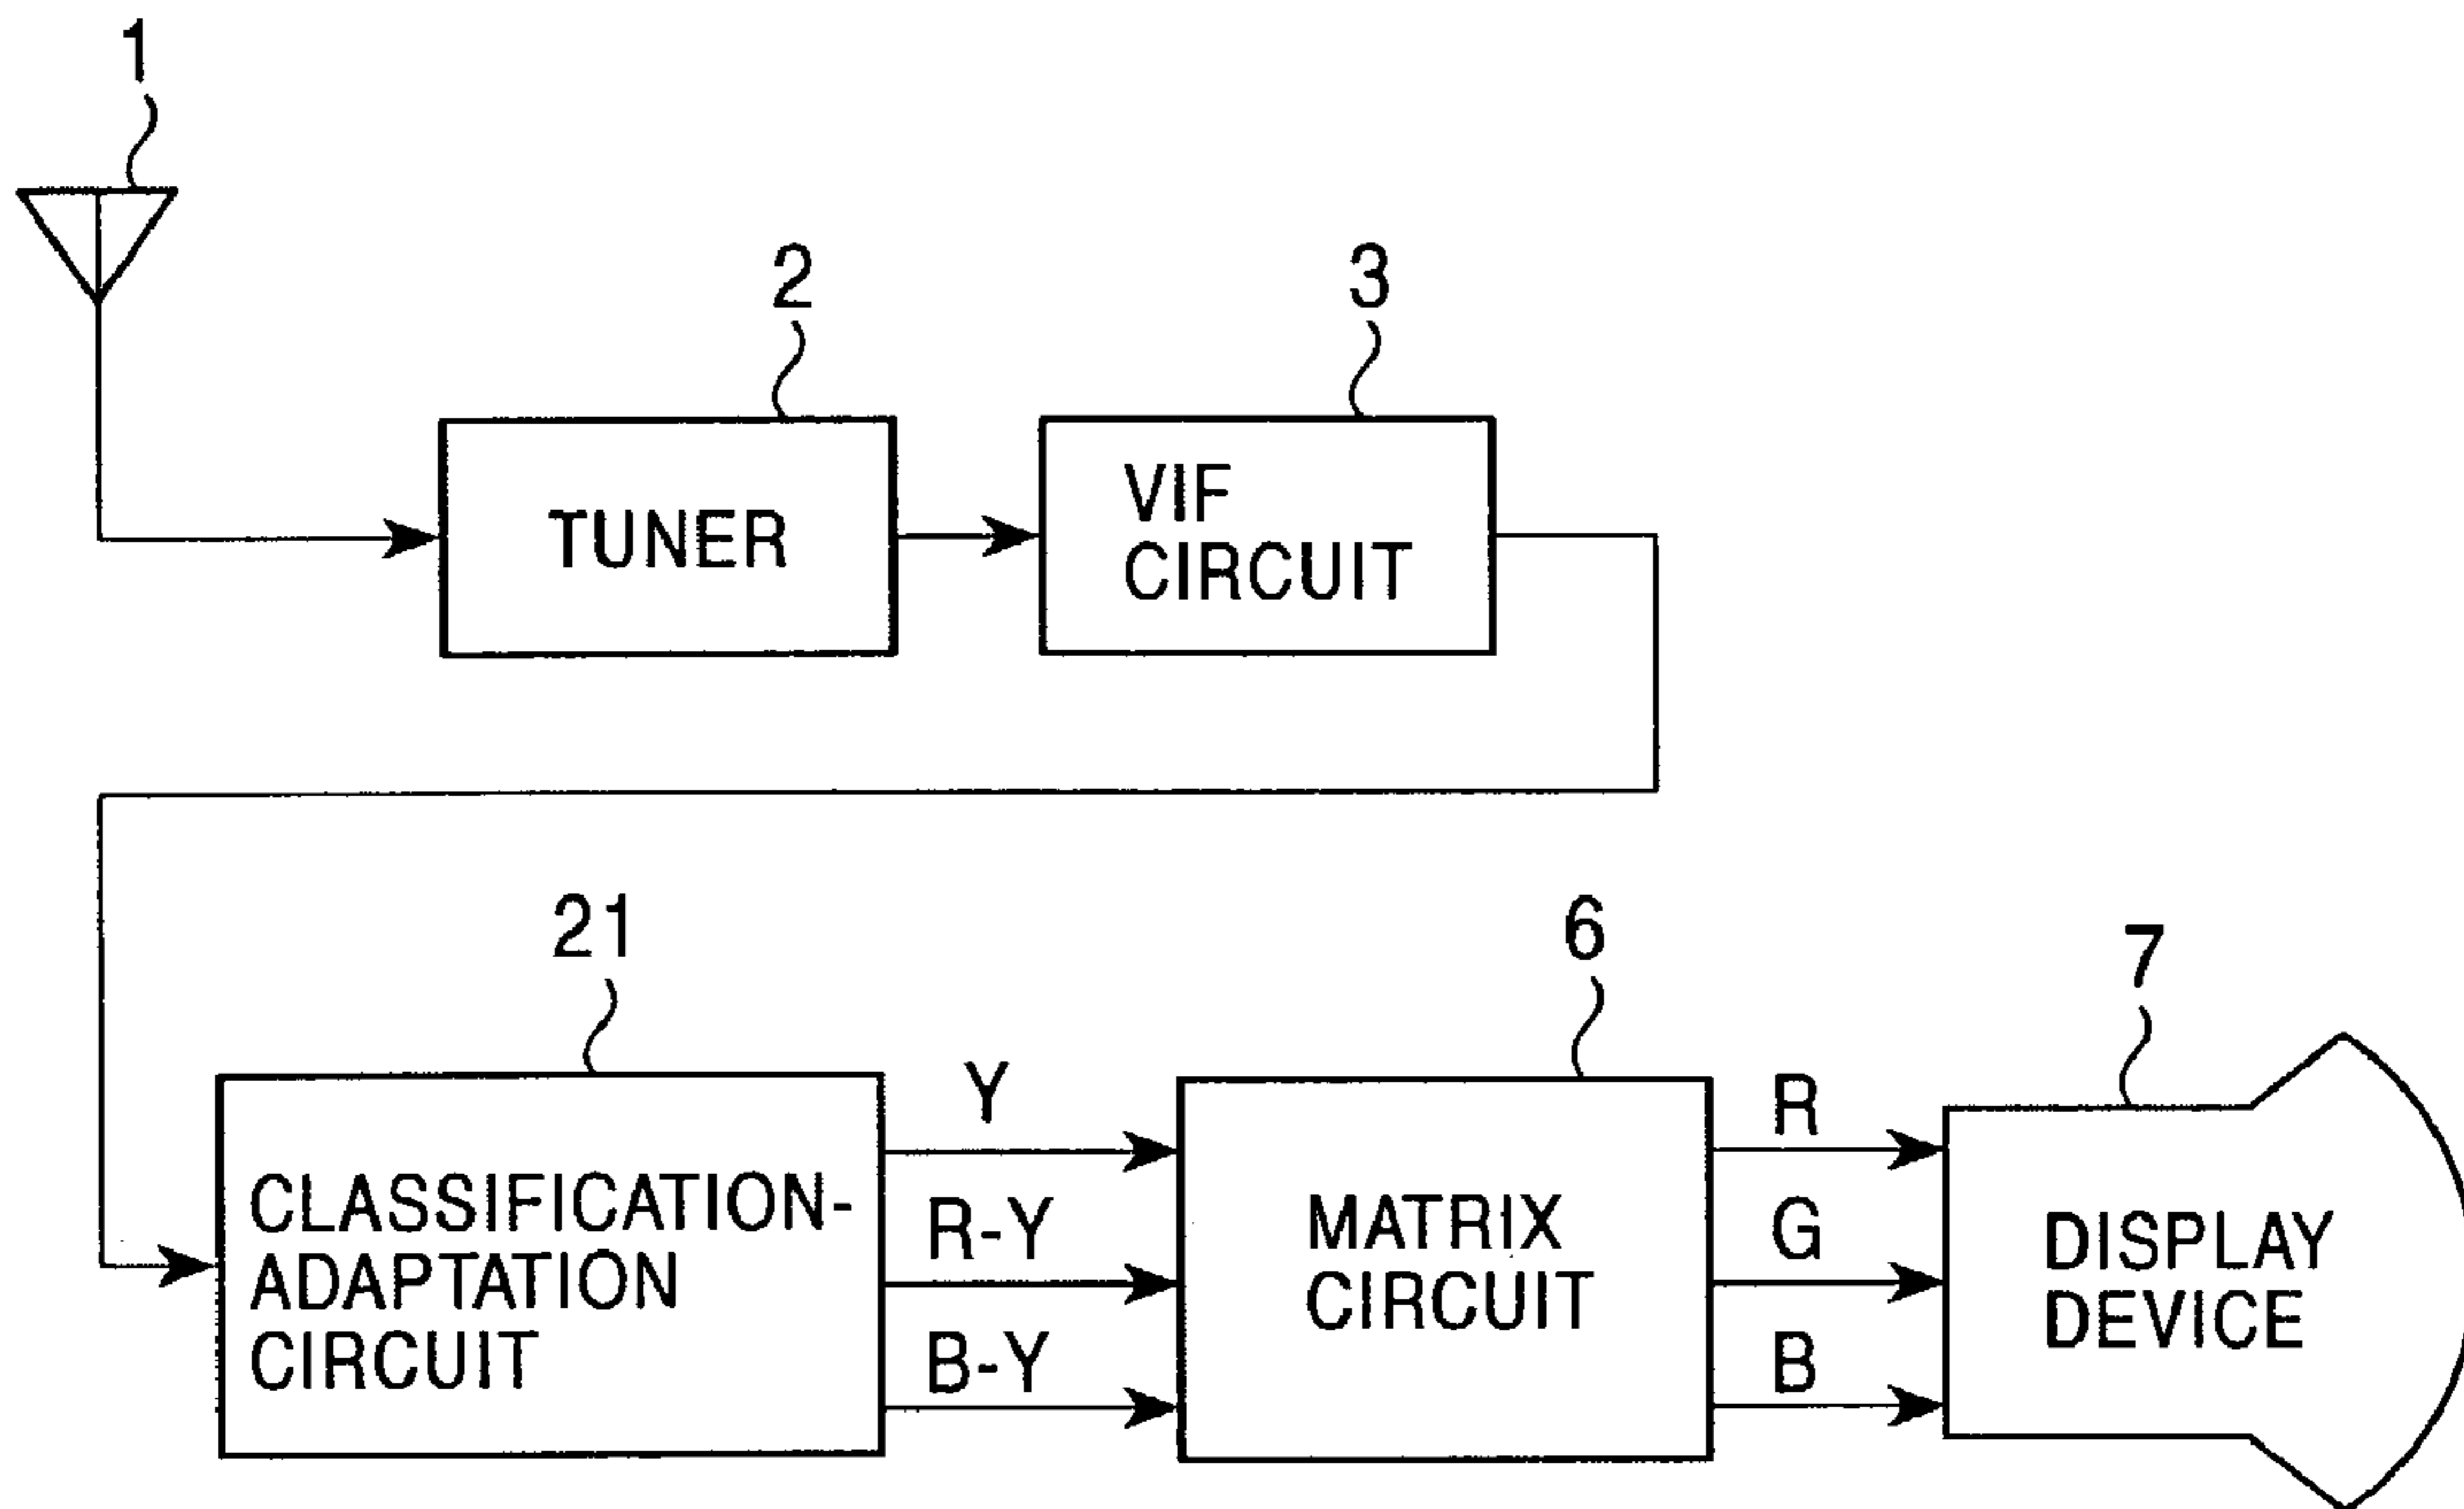 1
2
3
TUNER
VIF
CIRCUIT
21
6
7
Y
R
CLASSIFICATION-
ADAPTATION
CIRCUIT
R-Y
B-Y
MATRIX
CIRCUIT
G
B
DISPLAY
DEVICE